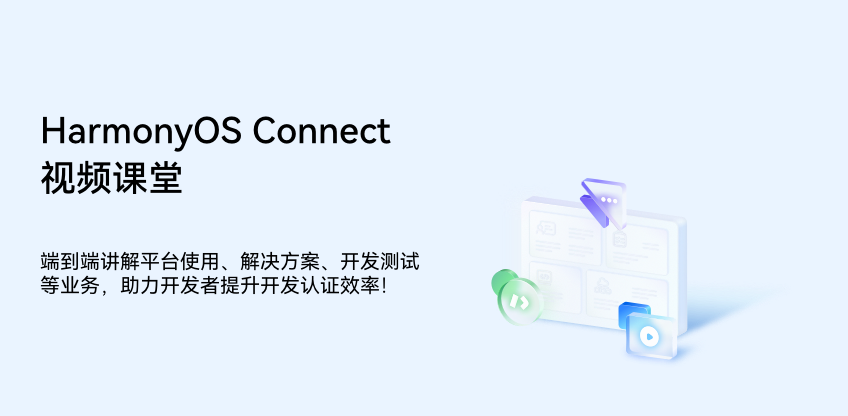 HarmonyOS Connect
视频课堂
端到端讲解平台使用、解决方案、开发测试
等业务，助力开发者提升开发认证效率！